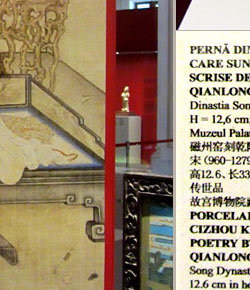 PERNĂ DIN
CARE SUN
SCRISE DE
QIANLONG
Dinastia Son
H = 12,6 cm,
Muzeul Pala
磁州窑刻乾隆
宋 (960-1279
高12.6、长33
传世品
故宫博物院藏
PORCELAI
CIZHOU K
POETRY B
QIANLONG
Song Dynast
12.6 cm in he